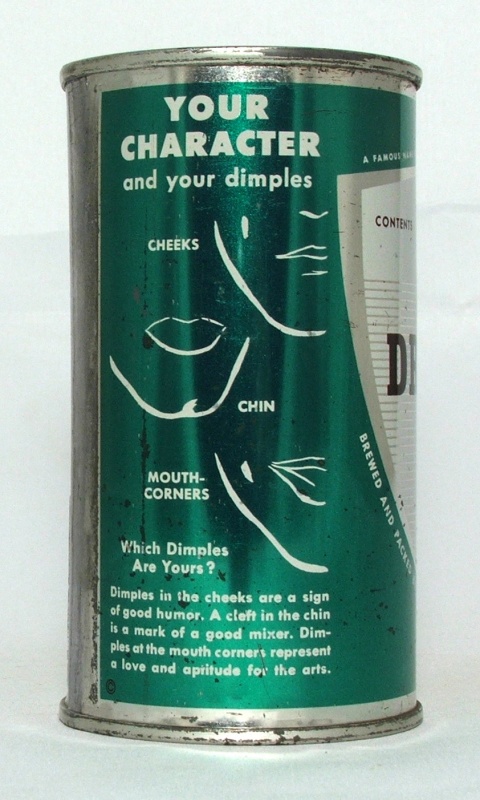 YOUR
CHARACTER
and your dimples
CHEEKS
CHIN
MOUTH-
CORNERS
Which Dimples
Are Yours?
Dimples in the cheeks are a sign
of good humor. A cleft in the chin
is a mark of a good mixer. Dim-
ples at the mouth corners represent
a love and aptitude for the arts.
©
A FAMOUS
CONTENTS
BREWED AND PACKED